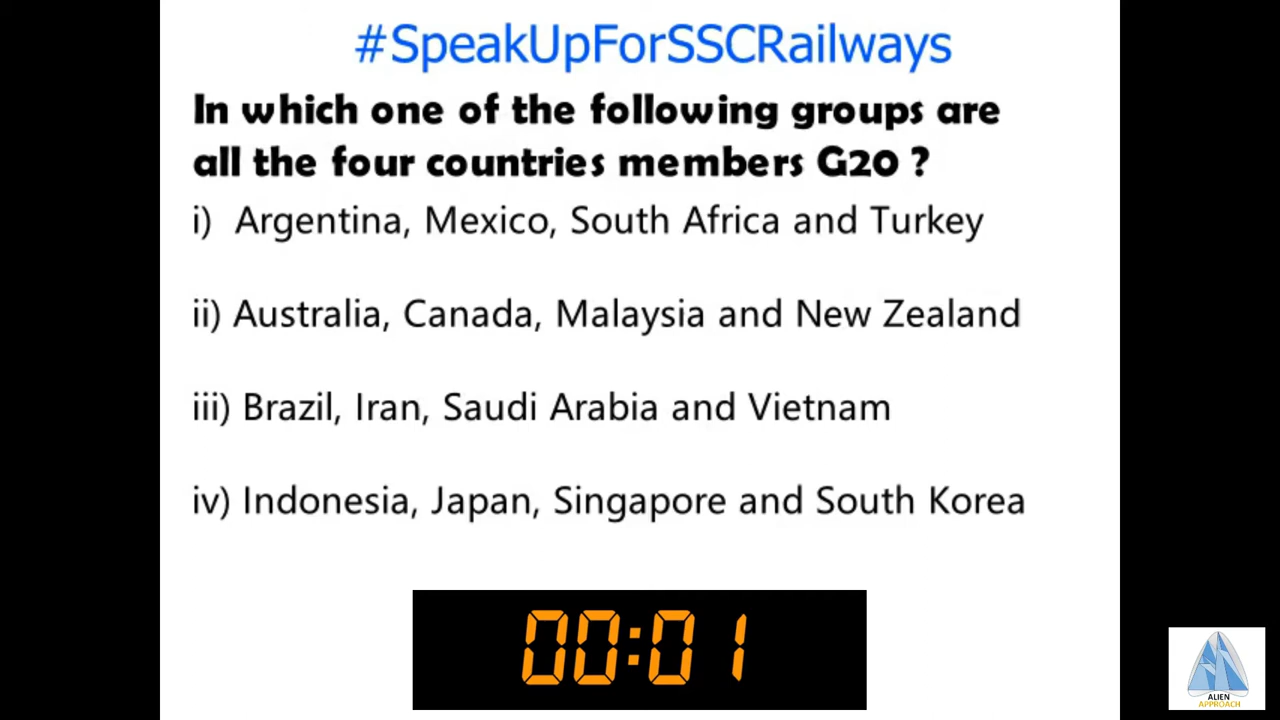 #SpeakUpForSSCRailways
In which one of the following groups are
all the four countries members G20 ?
i) Argentina, Mexico, South Africa and Turkey
ii) Australia, Canada, Malaysia and New Zealand
iii) Brazil, Iran, Saudi Arabia and Vietnam
iv) Indonesia, Japan, Singapore and South Korea
00:01
ALIEN
APPROACH